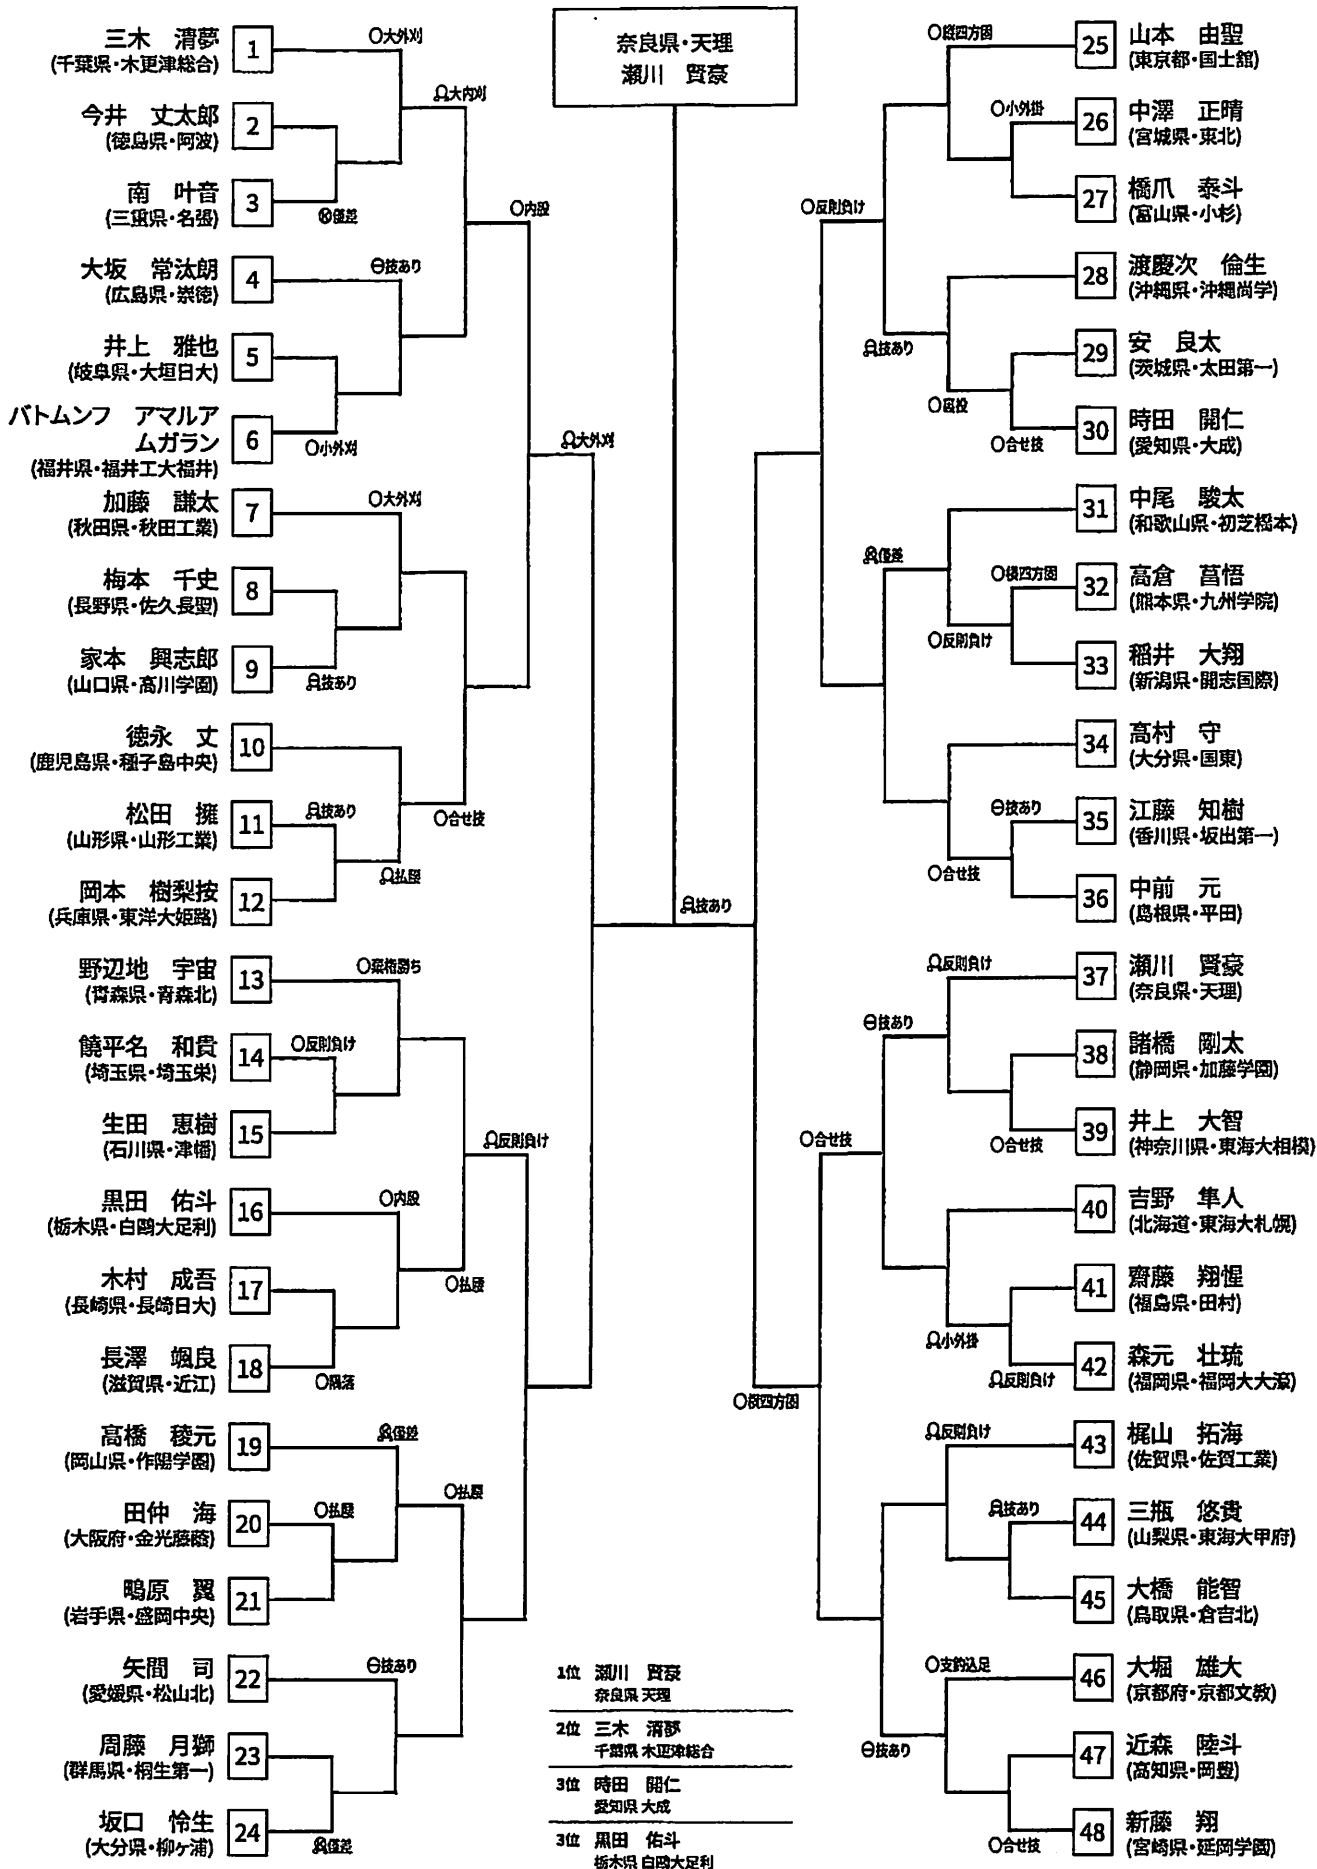 奈良県・天理
瀬川 賢豪
三木 清夢
1
(千葉県・木更津総合)
○大外刈
今井 丈太郎
2
(徳島県・阿波)
南 叶音
3
(三重県・名張)
僅差
大内刈
大坂 常汰朗
4
(広島県・崇徳)
技あり
井上 雅也
5
(岐阜県・大垣日大)
バトムンフ アマルア
ムガラン
6
(福井県・福井工大福井)
○小外刈
○内股
加藤 謙太
7
(秋田県・秋田工業)
○大外刈
梅本 千史
8
(長野県・佐久長聖)
家本 興志郎
9
(山口県・高川学園)
技あり
徳永 丈
10
(鹿児島県・種子島中央)
松田 擁
11
(山形県・山形工業)
技あり
岡本 樹梨按
12
(兵庫県・東洋大姫路)
払腰
○合せ技
大外刈
野辺地 宇宙
13
(青森県・青森北)
○棄権勝ち
饒平名 和貴
14
(埼玉県・埼玉栄)
○反則負け
生田 恵樹
15
(石川県・津幡)
黒田 佑斗
16
(栃木県・白鴎大足利)
○内股
木村 成吾
17
(長崎県・長崎日大)
長澤 颯良
18
(滋賀県・近江)
○隅落
○払腰
反則負け
髙橋 稜元
19
(岡山県・作陽学園)
僅差
田仲 海
20
(大阪府・金光藤蔭)
○払腰
鴫原 翼
21
(岩手県・盛岡中央)
○払腰
矢間 司
22
(愛媛県・松山北)
技あり
周藤 月獅
23
(群馬県・桐生第一)
坂口 怜生
24
(大分県・柳ヶ浦)
僅差
技あり
25
山本 由聖
(東京都・国士舘)
○縦四方固
26
中澤 正晴
(宮城県・東北)
○小外掛
27
橋爪 泰斗
(富山県・小杉)
○反則負け
28
渡慶次 倫生
(沖縄県・沖縄尚学)
29
安 良太
(茨城県・太田第一)
技あり
30
時田 開仁
(愛知県・大成)
○合せ技
31
中尾 駿太
(和歌山県・初芝橋本)
32
高倉 菖悟
(熊本県・九州学院)
○横四方固
僅差
33
稲井 大翔
(新潟県・開志国際)
○反則負け
34
高村 守
(大分県・国東)
35
江藤 知樹
(香川県・坂出第一)
技あり
36
中前 元
(島根県・平田)
○合せ技
37
瀬川 賢豪
(奈良県・天理)
反則負け
38
諸橋 剛太
(静岡県・加藤学園)
技あり
39
井上 大智
(神奈川県・東海大相模)
○合せ技
○合せ技
40
吉野 隼人
(北海道・東海大札幌)
41
齋藤 翔惺
(福島県・田村)
小外掛
42
森元 壮琉
(福岡県・福岡大大濠)
反則負け
○横四方固
43
梶山 拓海
(佐賀県・佐賀工業)
反則負け
44
三瓶 悠貴
(山梨県・東海大甲府)
技あり
45
大橋 能智
(鳥取県・倉吉北)
46
大堀 雄大
(京都府・京都文教)
○支釣込足
技あり
47
近森 陸斗
(高知県・岡豊)
48
新藤 翔
(宮崎県・延岡学園)
○合せ技
1位 瀬川 賢豪
奈良県 天理
2位 三木 清夢
千葉県 木更津総合
3位 時田 開仁
愛知県 大成
3位 黒田 佑斗
栃木県 白鴎大足利